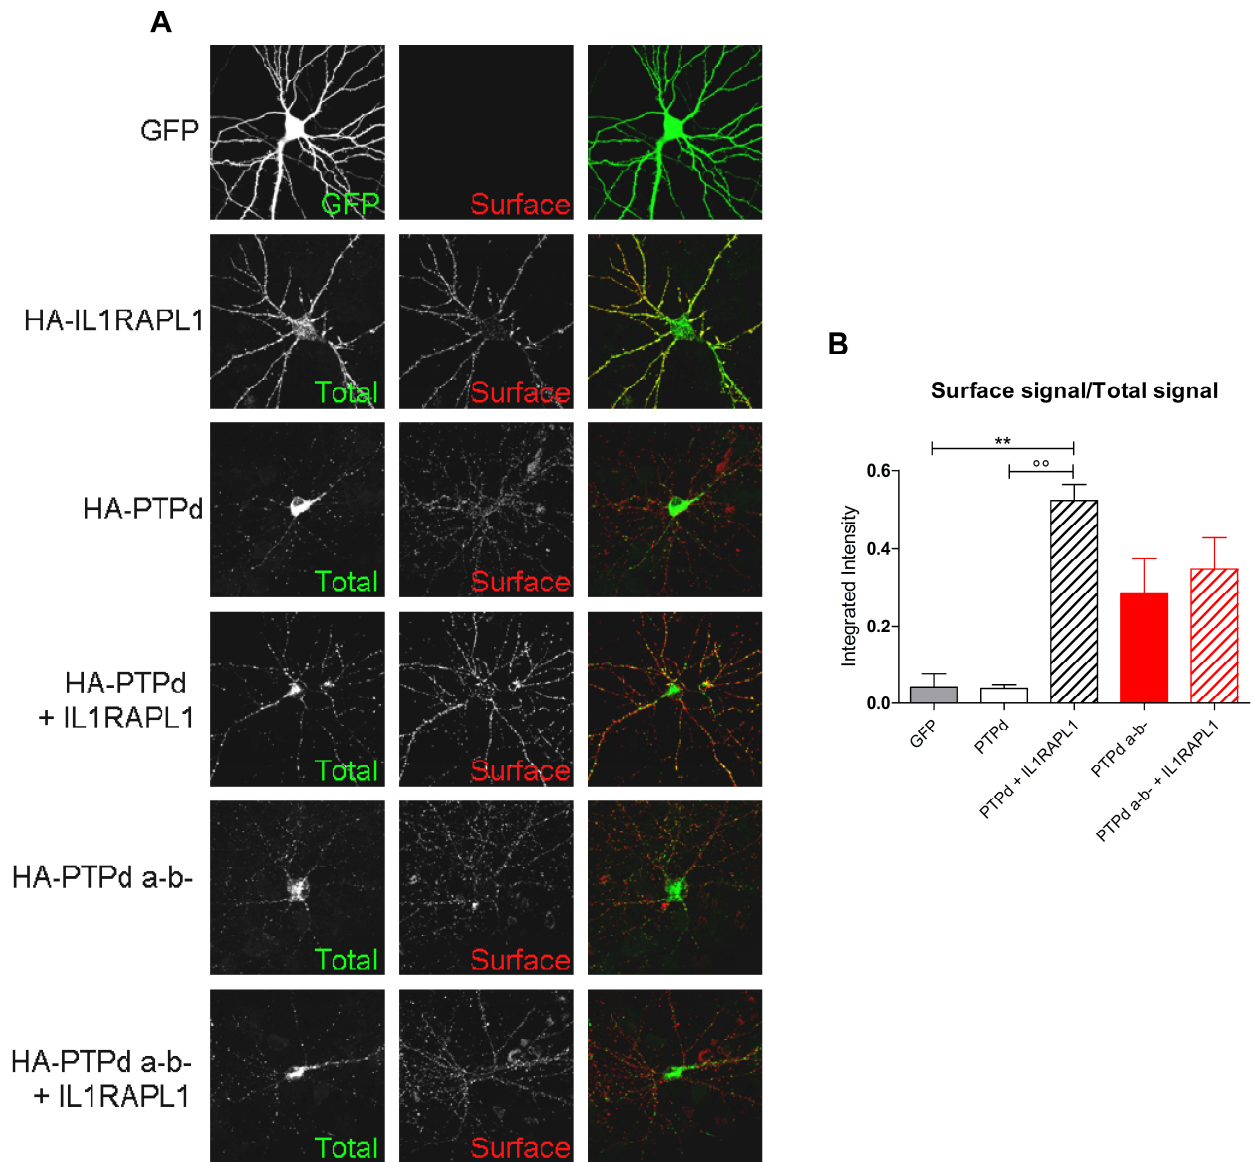 A
GFP
GFP
Surface
HA-IL1RAPL1
Total
Surface
HA-PTPd
Total
Surface
HA-PTPd
+ IL1RAPL1
Total
Surface
HA-PTPd a-b-
Total
Surface
HA-PTPd a-b-
+ IL1RAPL1
Total
Surface
B
Surface signal/Total signal
**
°°
Integrated Intensity
0.6
0.4
0.2
0.0
GFP
PTPd
PTPd + IL1RAPL1
PTPd a-b-
PTPd a-b- + IL1RAPL1